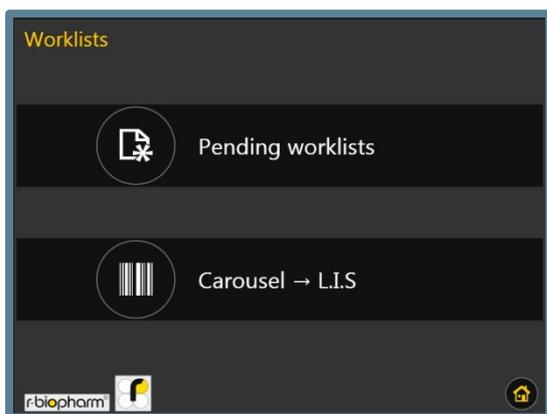 Worklists
Pending worklists
Carousel → L.I.S
r-biopharm®